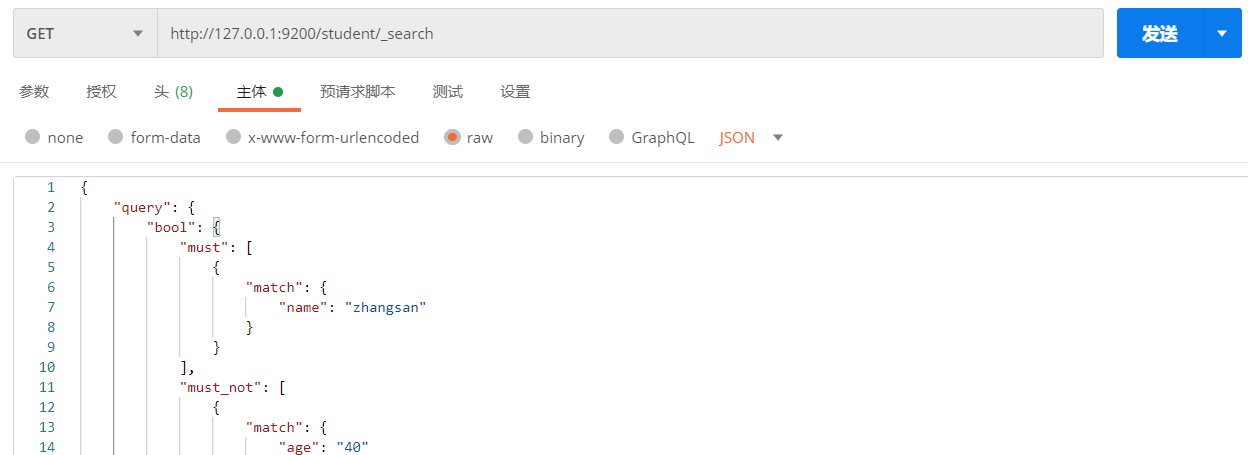 GET http://127.0.0.1:9200/student/_search 发送
参数 授权 头 (8) 主体 预请求脚本 测试 设置
none form-data x-www-form-urlencoded raw binary GraphQL JSON
1 {
2 "query": {
3 "bool": {
4 "must": [
5 {
6 "match": {
7 "name": "zhangsan"
8 }
9 }
10 ],
11 "must_not": [
12 {
13 "match": {
14 "age": "40"